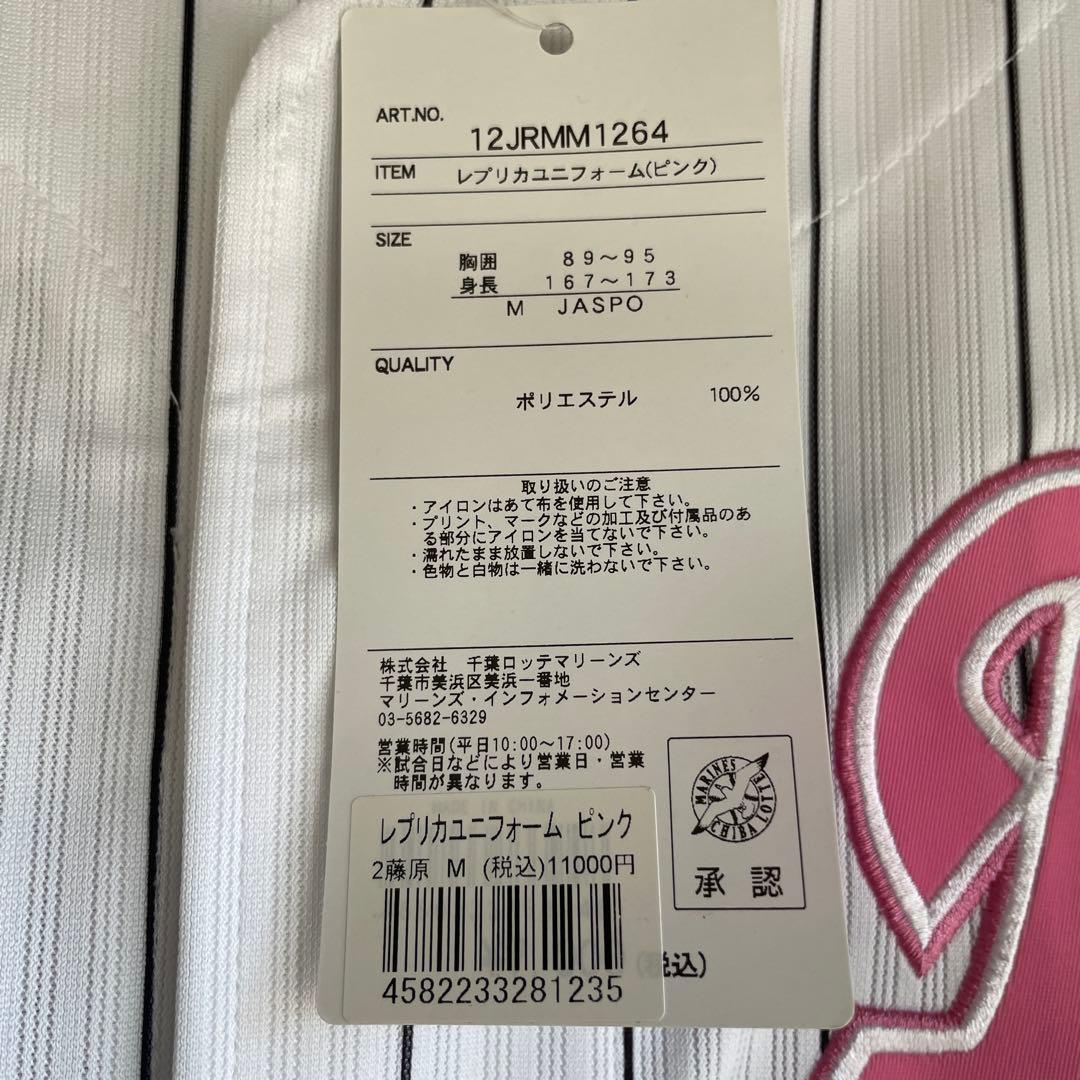 ART.NO.
12JRMM1264
ITEM
レプリカユニフォーム(ピンク)
SIZE
胸囲 89～95
身長 167～173
M JASPO
QUALITY
ポリエステル 100%
取り扱いのご注意
・アイロンはあて布を使用して下さい。
・プリント、マークなどの加工及び付属品のあ
る部分にアイロンを当てないで下さい。
・濡れたまま放置しないで下さい。
・色物と白物は一緒に洗わないで下さい。
株式会社 千葉ロッテマリーンズ
千葉市美浜区美浜一番地
マリーンズ・インフォメーションセンター
03-5682-6329
営業時間(平日10:00～17:00)
※試合日などにより営業日・営業
時間が異なります。
MARINES
CHIBA LOTTE
承認
レプリカユニフォーム ピンク
2藤原 M (税込)11000円
4582233281235
税込)